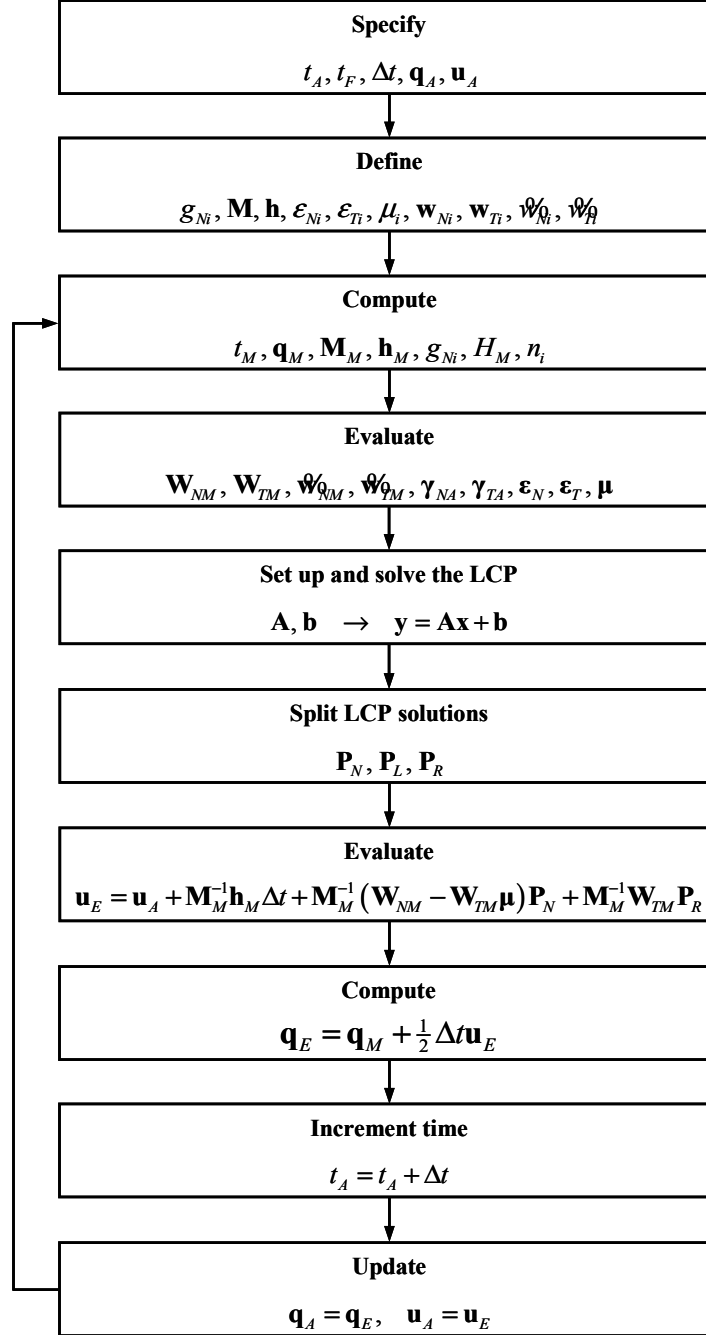 Specify
t_A, t_F, Δt, q_A, u_A
Define
g_Ni, M, h, ε_Ni, ε_Ti, μ_i, w_Ni, w_Ti,
Compute
t_M, q_M, M_M, h_M, g_Ni, H_M, n_i
Evaluate
W_NM, W_TM, γ_NA, γ_TA, ε_N, ε_T, μ
Set up and solve the LCP
A, b → y = Ax + b
Split LCP solutions
P_N, P_L, P_R
Evaluate
u_E = u_A + M_M^{-1} h_M Δt + M_M^{-1} (W_NM − W_TM μ) P_N + M_M^{-1} W_TM P_R
Compute
q_E = q_M + ½ Δt u_E
Increment time
t_A = t_A + Δt
Update
q_A = q_E, u_A = u_E